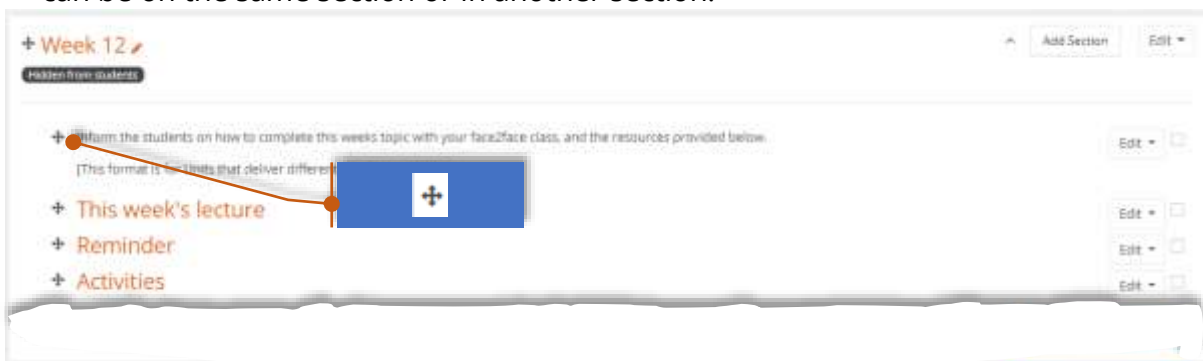 can be on the same section or in another section.
Week 12
Add Section
Edit
Hidden from students
inform the students on how to complete this weeks topic with your face2face class, and the resources provided below.
Edit
[This format is for Units that deliver different
This week's lecture
Edit
Reminder
Edit
Activities
Edit